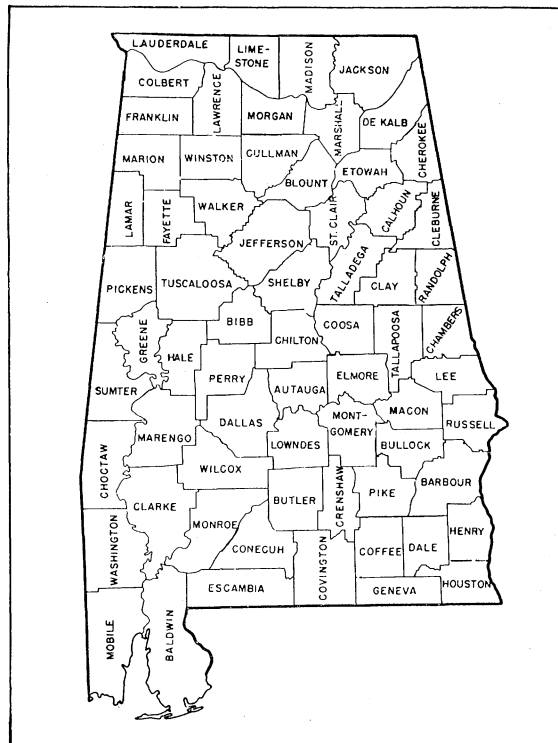 LAUDERDALE
LIME-
STONE
MADISON
JACKSON
COLBERT
LAWRENCE
FRANKLIN
MORGAN
MARSHALL
DE KALB
CHEROKEE
MARION
WINSTON
CULLMAN
BLOUNT
ETOWAH
LAMAR
FAYETTE
WALKER
JEFFERSON
ST. CLAIR
CALHOUN
CLEBURNE
PICKENS
TUSCALOOSA
SHELBY
TALLADEGA
CLAY
RANDOLPH
GREENE
HALE
BIBB
CHILTON
COOSA
TALLAPOOSA
CHAMBERS
SUMTER
PERRY
AUTAUGA
ELMORE
LEE
MARENGO
DALLAS
LOWNDES
MONT-
GOMERY
MACON
RUSSELL
BULLOCK
CHOCTAW
WILCOX
BUTLER
CRENSHAW
PIKE
BARBOUR
CLARKE
MONROE
CONECUH
COVINGTON
COFFEE
DALE
HENRY
WASHINGTON
ESCAMBIA
GENEVA
HOUSTON
MOBILE
BALDWIN